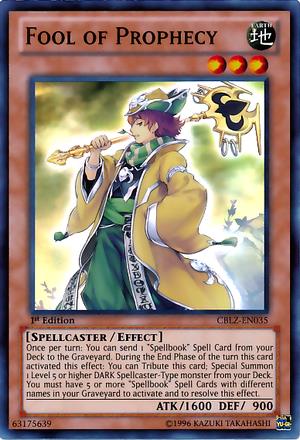 FOOL OF PROPHECY
EARTH
地
1st Edition
CBLZ-EN035
[SPELLCASTER / EFFECT]
Once per turn: You can send 1 "Spellbook" Spell Card from your
Deck to the Graveyard. During the End Phase of the turn this card
activated this effect: You can Tribute this card; Special Summon
1 Level 5 or higher DARK Spellcaster-Type monster from your Deck.
You must have 5 or more "Spellbook" Spell Cards with different
names in your Graveyard to activate and to resolve this effect.
ATK/1600 DEF/ 900
63175639
©1996 KAZUKI TAKAHASHI